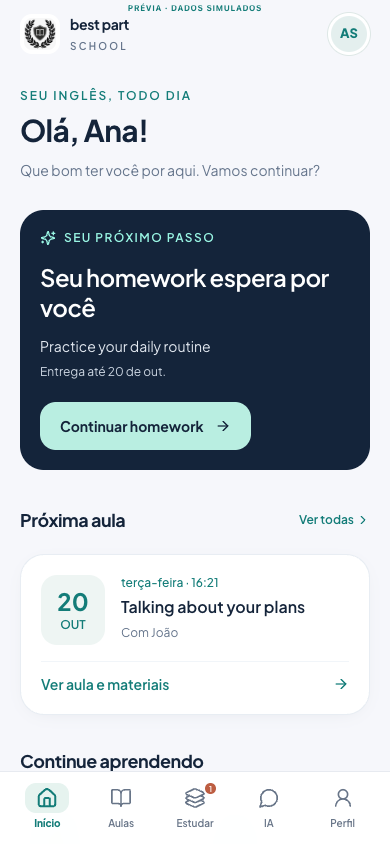 PRÉVIA · DADOS SIMULADOS
best part
SCHOOL
AS
SEU INGLÊS, TODO DIA
Olá, Ana!
Que bom ter você por aqui. Vamos continuar?
SEU PRÓXIMO PASSO
Seu homework espera por
você
Practice your daily routine
Entrega até 20 de out.
Continuar homework
Próxima aula
Ver todas
20
OUT
terça-feira · 16:21
Talking about your plans
Com João
Ver aula e materiais
Continue aprendendo
1
Início
Aulas
Estudar
IA
Perfil